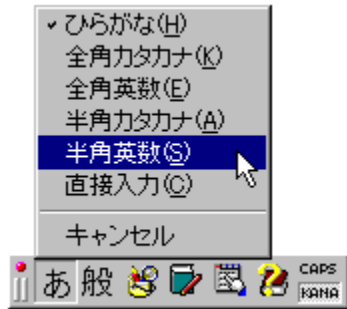 ひらがな(H)
全角カタカナ(K)
全角英数(E)
半角カタカナ(A)
半角英数(S)
直接入力(C)
キャンセル
あ 般 CAPS
KANA